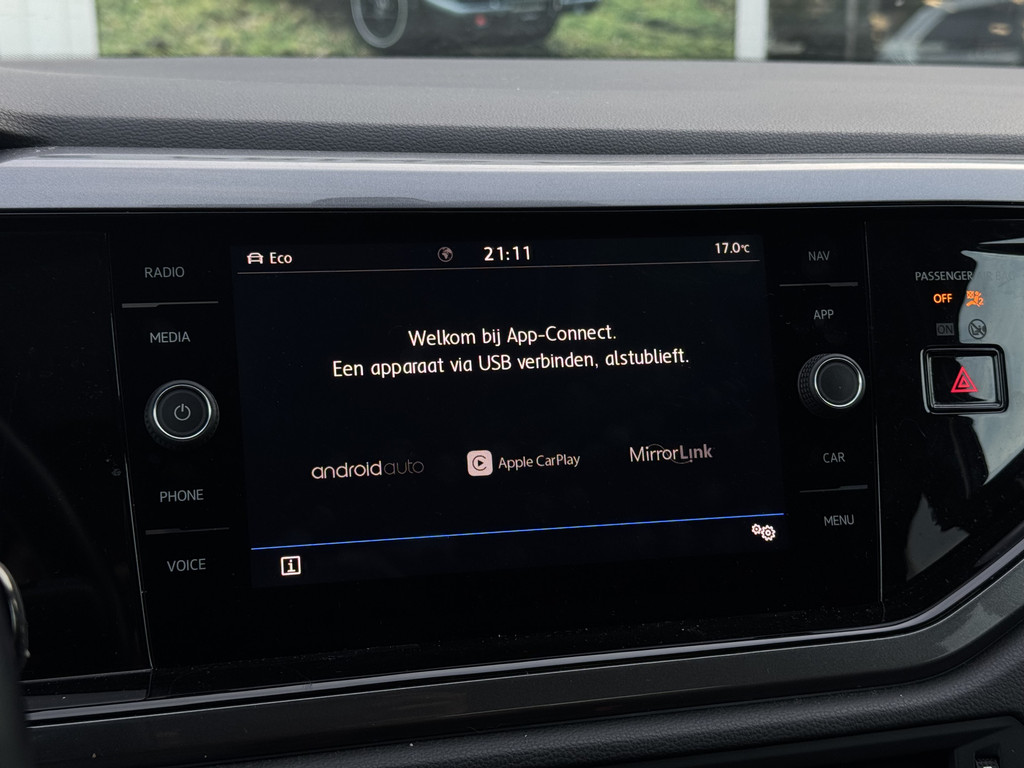 RADIO
MEDIA
PHONE
VOICE
Eco
21:11
17.0°C
Welkom bij App-Connect.
Een apparaat via USB verbinden, alstublieft.
androidauto
Apple CarPlay
MirrorLink
i
NAV
APP
CAR
MENU
PASSENGER
OFF
ON